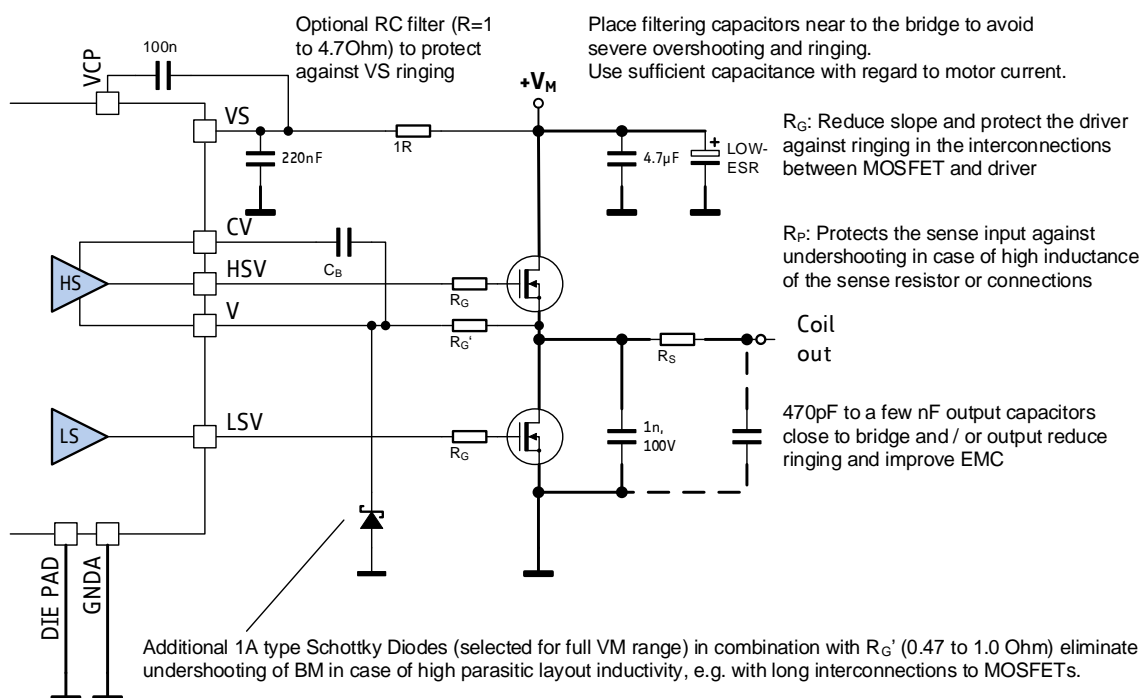 Optional RC filter (R=1
to 4.7Ohm) to protect
against VS ringing
Place filtering capacitors near to the bridge to avoid
severe overshooting and ringing.
Use sufficient capacitance with regard to motor current.
100n
VCP
+VM
VS
1R
220nF
4.7µF
+
LOW-
ESR
RG: Reduce slope and protect the driver
against ringing in the interconnections
between MOSFET and driver
CV
CB
HS
HSV
RG
RP: Protects the sense input against
undershooting in case of high inductance
of the sense resistor or connections
V
RG'
RS
Coil
out
LS
LSV
RG
1n,
100V
470pF to a few nF output capacitors
close to bridge and / or output reduce
ringing and improve EMC
DIE PAD
GNDA
Additional 1A type Schottky Diodes (selected for full VM range) in combination with RG' (0.47 to 1.0 Ohm) eliminate
undershooting of BM in case of high parasitic layout inductivity, e.g. with long interconnections to MOSFETs.